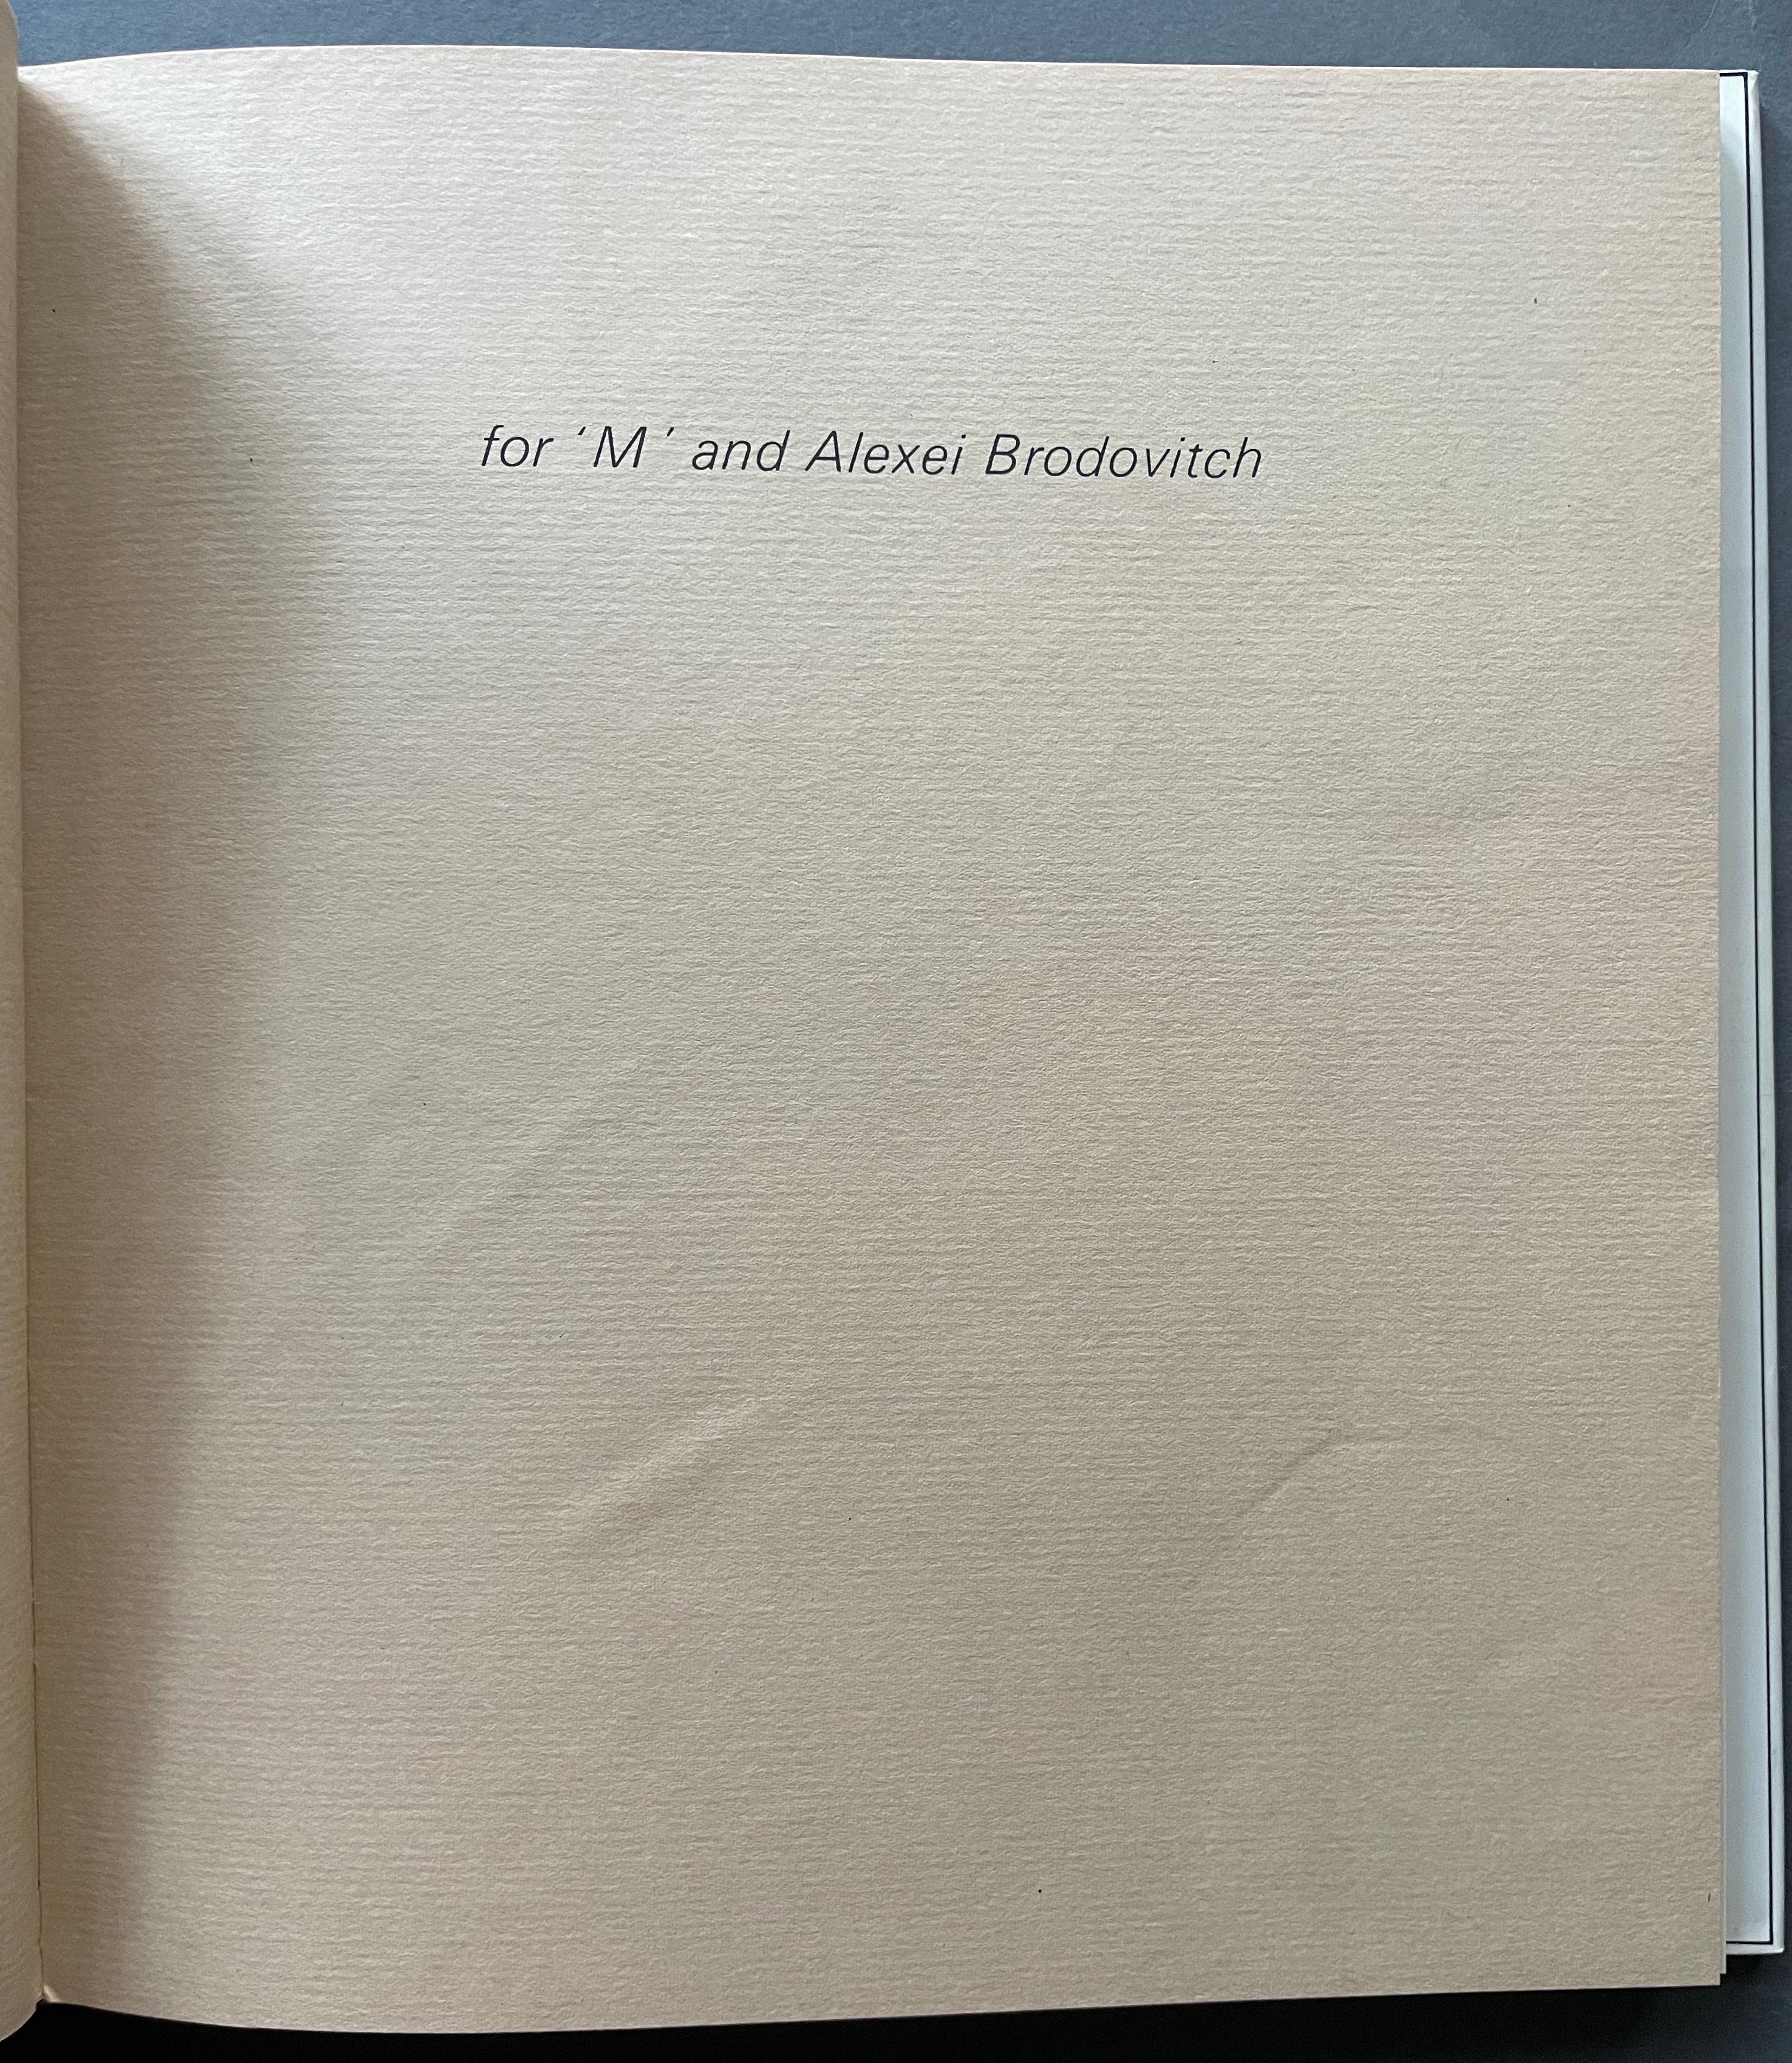 for ‘M’ and Alexei Brodovitch